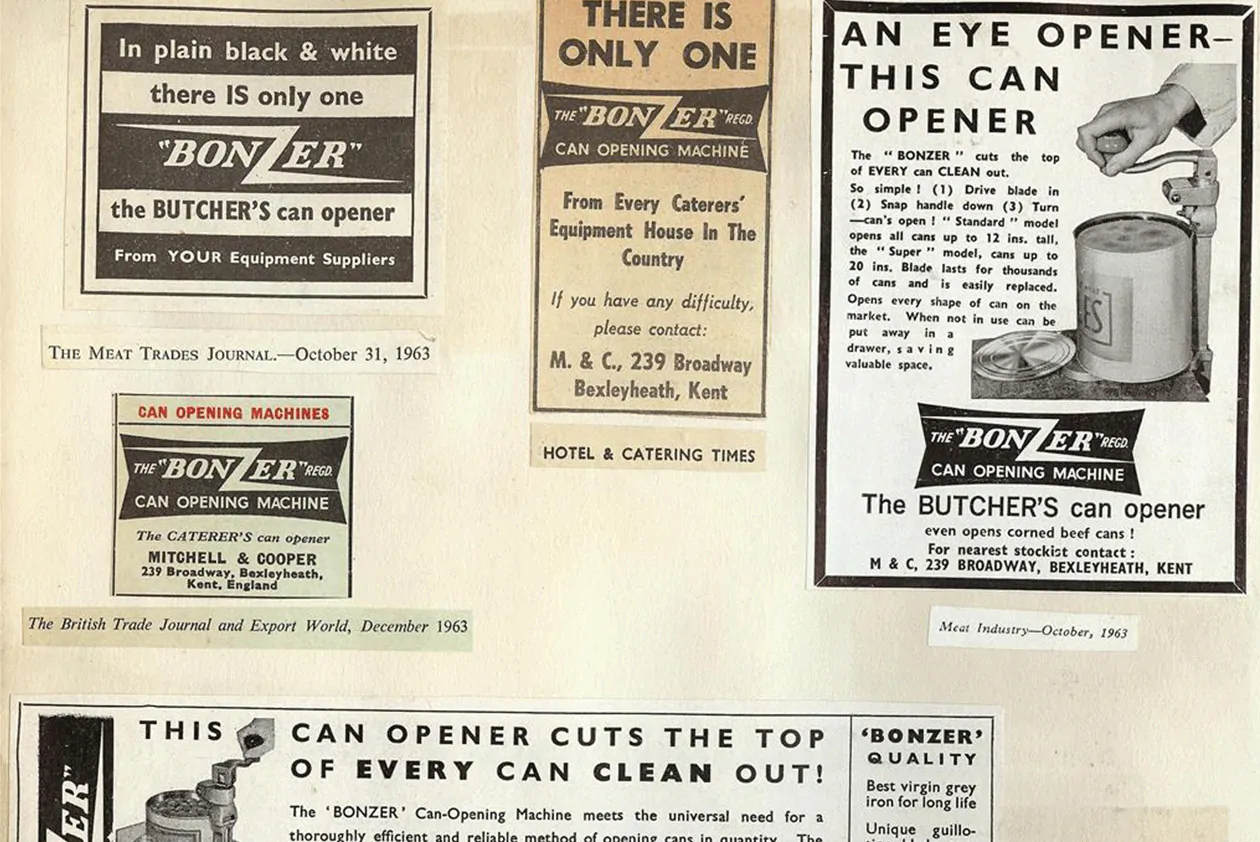 In plain black & white
there IS only one
"BONZER"
the BUTCHER'S can opener
From YOUR Equipment Suppliers
THE MEAT TRADES JOURNAL.—October 31, 1963
CAN OPENING MACHINES
THE "BONZER" REGD.
CAN OPENING MACHINE
The CATERER'S can opener
MITCHELL & COOPER
239 Broadway, Bexleyheath,
Kent, England
The British Trade Journal and Export World, December 1963
THERE IS
ONLY ONE
THE "BONZER" REGD.
CAN OPENING MACHINE
From Every Caterers'
Equipment House In The
Country
If you have any difficulty,
please contact:
M. & C., 239 Broadway
Bexleyheath, Kent
HOTEL & CATERING TIMES
AN EYE OPENER—
THIS CAN
OPENER
The "BONZER" cuts the top
of EVERY can CLEAN out.
So simple! (1) Drive blade in
(2) Snap handle down (3) Turn
—can's open! "Standard" model
opens all cans up to 12 ins. tall,
the "Super" model, cans up to
20 ins. Blade lasts for thousands
of cans and is easily replaced.
Opens every shape of can on the
market. When not in use can be
put away in a
drawer, saving
valuable space.
ES
THE "BONZER" REGD.
CAN OPENING MACHINE
The BUTCHER'S can opener
even opens corned beef cans!
For nearest stockist contact:
M & C, 239 BROADWAY, BEXLEYHEATH, KENT
Meat Industry—October, 1963
ZER"
THIS CAN OPENER CUTS THE TOP
OF EVERY CAN CLEAN OUT!
The 'BONZER' Can-Opening Machine meets the universal need for a
thoroughly efficient and reliable method of opening cans in quantity. The
'BONZER'
QUALITY
Best virgin grey
iron for long life
Unique guillo-